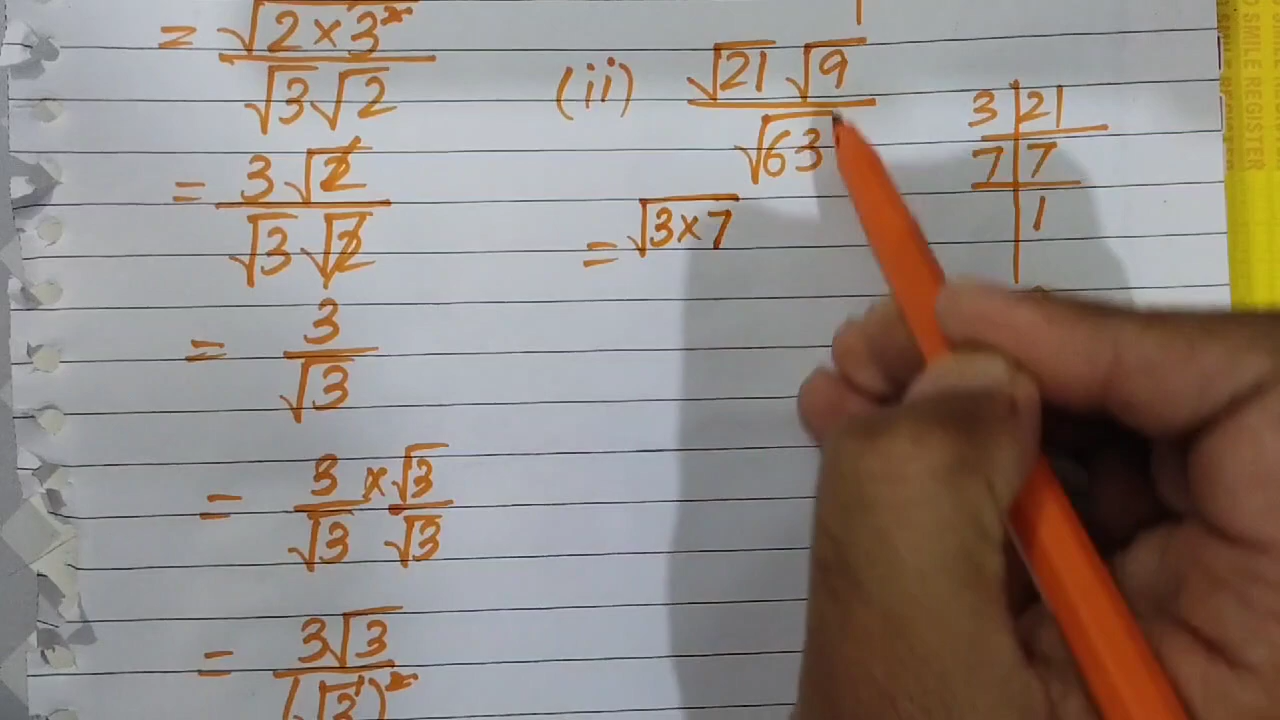 = √(2×3²) / √3 √2
= 3√2 / √3 √2
= 3 / √3
= 3 / √3 × √3 / √3
= 3√3 / (√3)²
(ii) √21 √9 / √63
= √(3×7)
3 | 21
7 | 7
1
SMILE REGISTER